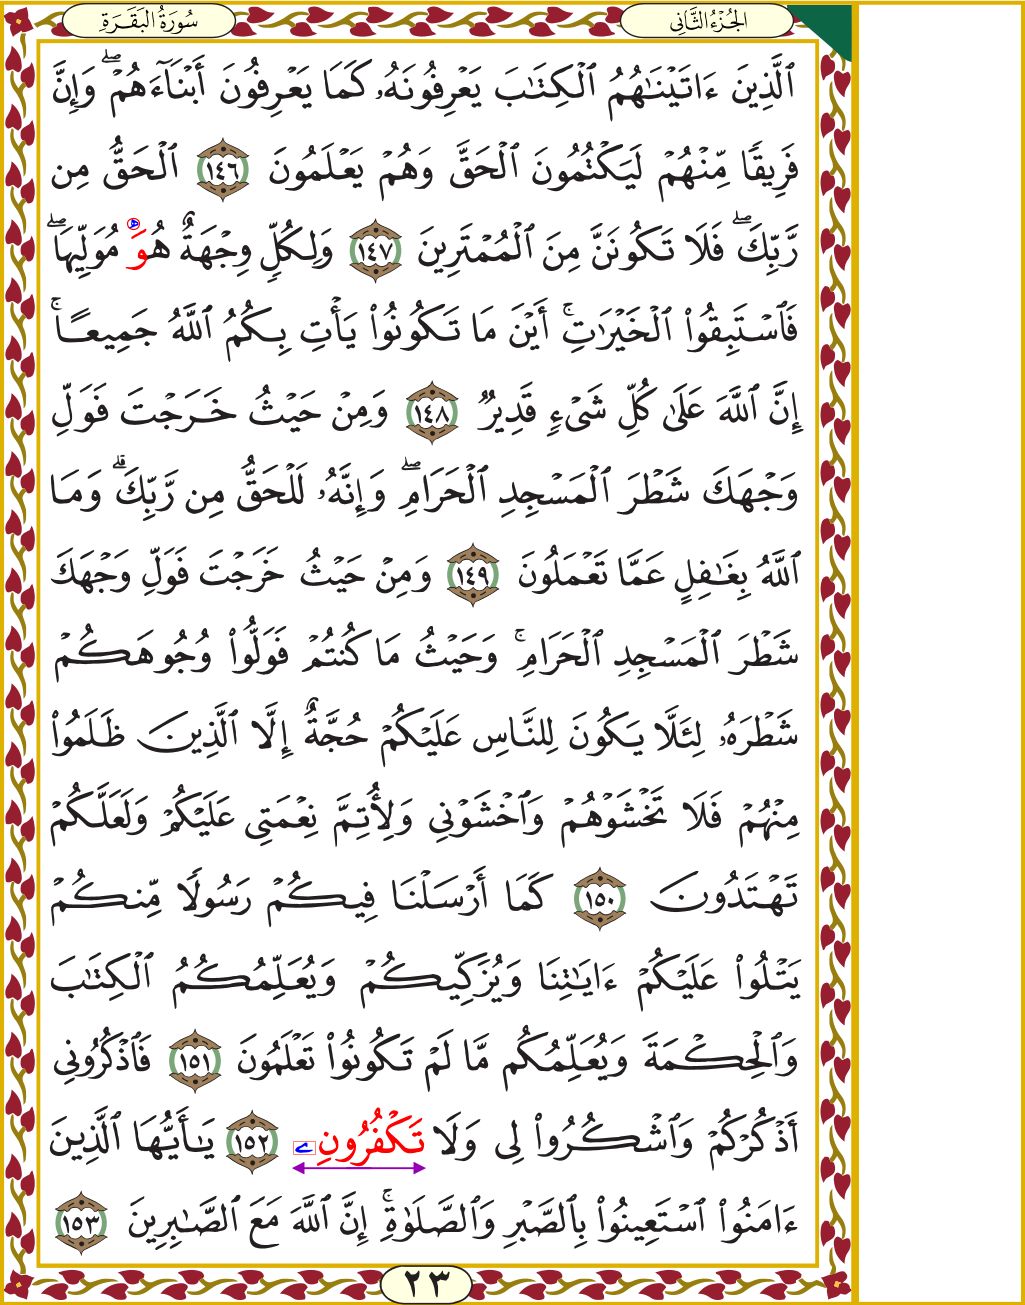 الجُزْءُ الثَّانِي
سُورَةُ البَقَرَةِ
ٱلَّذِينَ ءَاتَيْنَٰهُمُ ٱلْكِتَٰبَ يَعْرِفُونَهُۥ كَمَا يَعْرِفُونَ أَبْنَآءَهُمْۖ وَإِنَّ
فَرِيقًا مِّنْهُمْ لَيَكْتُمُونَ ٱلْحَقَّ وَهُمْ يَعْلَمُونَ ١٤٦ ٱلْحَقُّ مِن
رَّبِّكَۖ فَلَا تَكُونَنَّ مِنَ ٱلْمُمْتَرِينَ ١٤٧ وَلِكُلٍّ وِجْهَةٌ هُوَ مُوَلِّيهَاۖ
فَٱسْتَبِقُوا۟ ٱلْخَيْرَٰتِۚ أَيْنَ مَا تَكُونُوا۟ يَأْتِ بِكُمُ ٱللَّهُ جَمِيعًاۚ
إِنَّ ٱللَّهَ عَلَىٰ كُلِّ شَىْءٍ قَدِيرٌ ١٤٨ وَمِنْ حَيْثُ خَرَجْتَ فَوَلِّ
وَجْهَكَ شَطْرَ ٱلْمَسْجِدِ ٱلْحَرَامِۖ وَإِنَّهُۥ لَلْحَقُّ مِن رَّبِّكَۗ وَمَا
ٱللَّهُ بِغَٰفِلٍ عَمَّا تَعْمَلُونَ ١٤٩ وَمِنْ حَيْثُ خَرَجْتَ فَوَلِّ وَجْهَكَ
شَطْرَ ٱلْمَسْجِدِ ٱلْحَرَامِۚ وَحَيْثُ مَا كُنتُمْ فَوَلُّوا۟ وُجُوهَكُمْ
شَطْرَهُۥ لِئَلَّا يَكُونَ لِلنَّاسِ عَلَيْكُمْ حُجَّةٌ إِلَّا ٱلَّذِينَ ظَلَمُوا۟
مِنْهُمْ فَلَا تَخْشَوْهُمْ وَٱخْشَوْنِى وَلِأُتِمَّ نِعْمَتِى عَلَيْكُمْ وَلَعَلَّكُمْ
تَهْتَدُونَ ١٥٠ كَمَآ أَرْسَلْنَا فِيكُمْ رَسُولًا مِّنكُمْ
يَتْلُوا۟ عَلَيْكُمْ ءَايَٰتِنَا وَيُزَكِّيكُمْ وَيُعَلِّمُكُمُ ٱلْكِتَٰبَ
وَٱلْحِكْمَةَ وَيُعَلِّمُكُم مَّا لَمْ تَكُونُوا۟ تَعْلَمُونَ ١٥١ فَٱذْكُرُونِى
أَذْكُرْكُمْ وَٱشْكُرُوا۟ لِى وَلَا تَكْفُرُونِ ے ١٥٢ يَٰٓأَيُّهَا ٱلَّذِينَ
ءَامَنُوا۟ ٱسْتَعِينُوا۟ بِٱلصَّبْرِ وَٱلصَّلَوٰةِۚ إِنَّ ٱللَّهَ مَعَ ٱلصَّٰبِرِينَ ١٥٣
٢٣